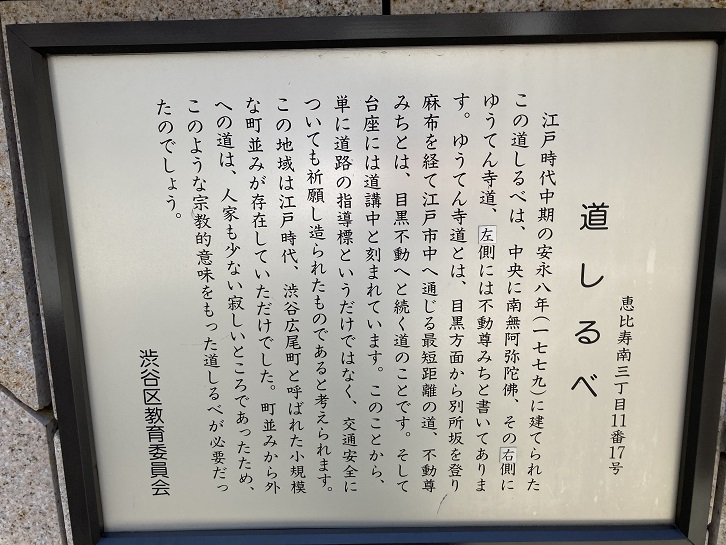 恵比寿南三丁目11番17号
道しるべ
江戸時代中期の安永八年(一七七九)に建てられた
この道しるべは、中央に南無阿弥陀佛、その右側に
ゆうてん寺道、左側には不動尊みちと書いてありま
す。ゆうてん寺道とは、目黒方面から別所坂を登り
麻布を経て江戸市中へ通じる最短距離の道、不動尊
みちとは、目黒不動へと続く道のことです。そして
台座には道講中と刻まれています。このことから、
単に道路の指導標というだけではなく、交通安全に
ついても祈願し造られたものであると考えられます。
この地域は江戸時代、渋谷広尾町と呼ばれた小規模
な町並みが存在していただけでした。町並みから外
への道は、人家も少ない寂しいところであったため、
このような宗教的意味をもった道しるべが必要だっ
たのでしょう。
渋谷区教育委員会